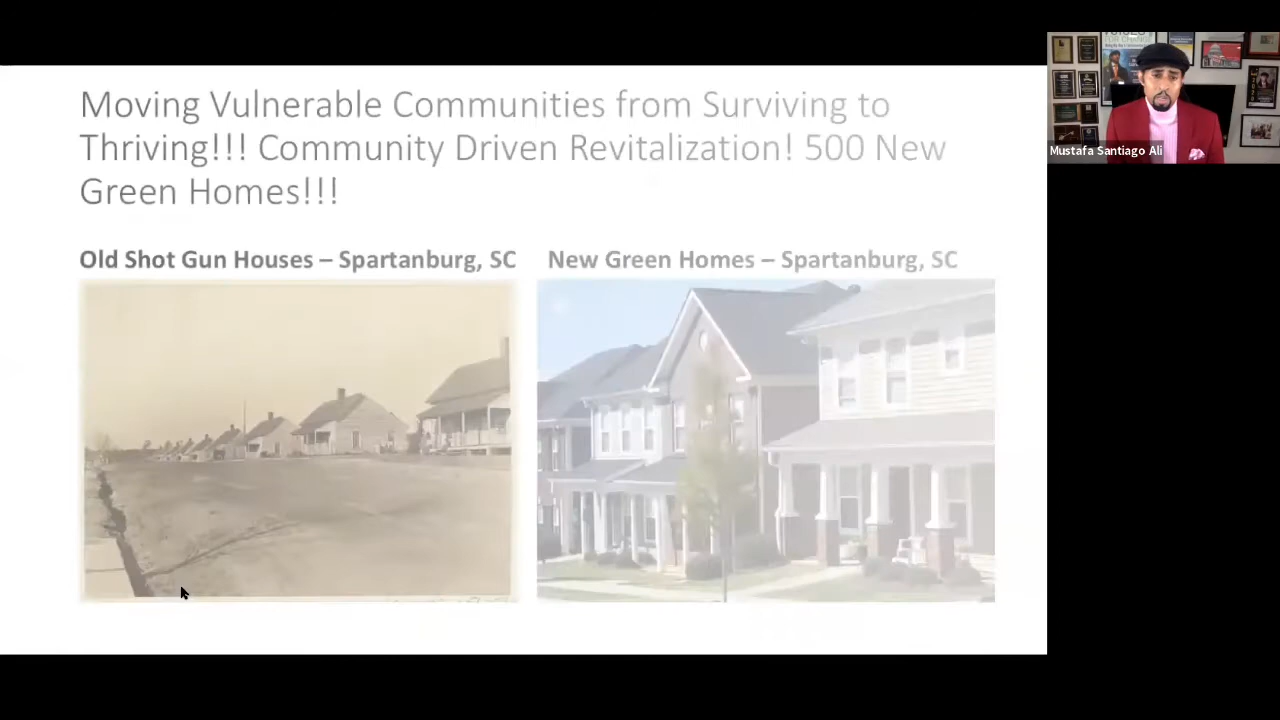 Moving Vulnerable Communities from Surviving to
Thriving!!! Community Driven Revitalization! 500 New
Green Homes!!!
Old Shot Gun Houses – Spartanburg, SC
New Green Homes – Spartanburg, SC
Mustafa Santiago Ali